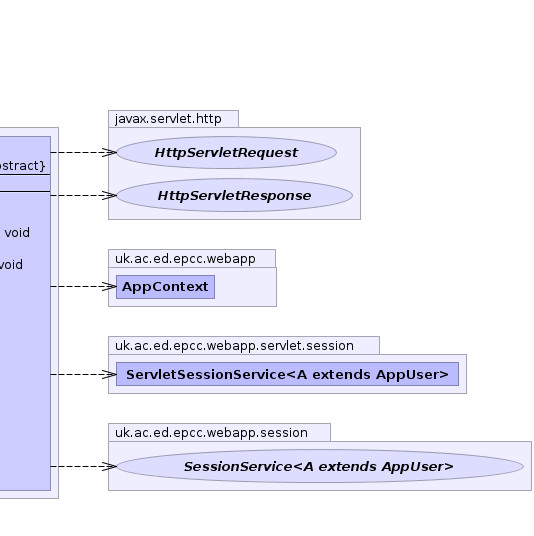 javax.servlet.http
HttpServletRequest
HttpServletResponse
void
void
uk.ac.ed.epcc.webapp
AppContext
uk.ac.ed.epcc.webapp.servlet.session
ServletSessionService<A extends AppUser>
uk.ac.ed.epcc.webapp.session
SessionService<A extends AppUser>